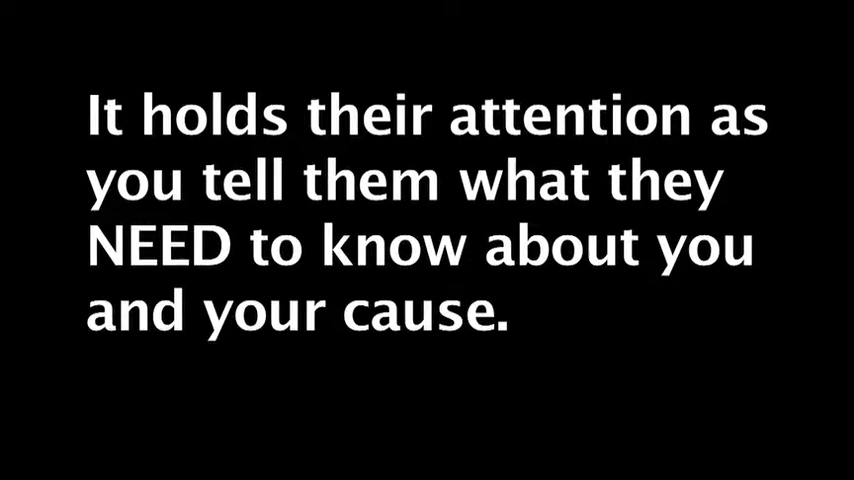 It holds their attention as
you tell them what they
NEED to know about you
and your cause.